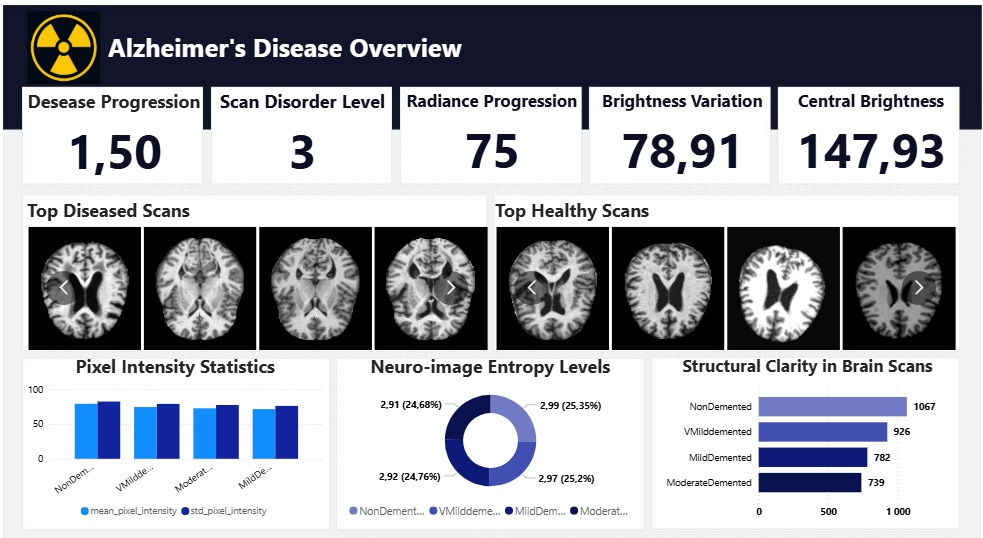 Alzheimer's Disease Overview
Desease Progression
1,50
Scan Disorder Level
3
Radiance Progression
75
Brightness Variation
78,91
Central Brightness
147,93
Top Diseased Scans
Top Healthy Scans
Pixel Intensity Statistics
100
50
0
NonDem...
VMildde...
Moderat...
MildDe...
mean_pixel_intensity
std_pixel_intensity
Neuro-image Entropy Levels
2,91 (24,68%)
2,99 (25,35%)
2,92 (24,76%)
2,97 (25,2%)
NonDement...
VMilddeme...
MildDem...
Moderat...
Structural Clarity in Brain Scans
NonDemented
1067
VMilddemented
926
MildDemented
782
ModerateDemented
739
0
500
1 000